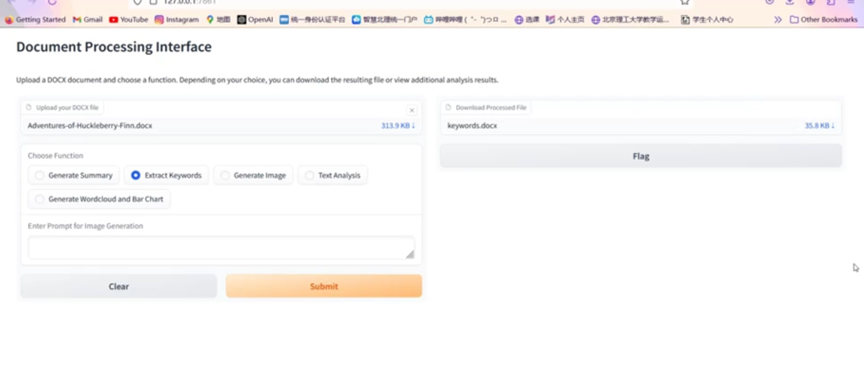 127.0.0.1:7861
Getting Started Gmail YouTube Instagram 地图 OpenAI 统一身份认证平台 智慧北理统一门户 哔哩哔哩 ( ゜- ゜)つロ ... 选课 个人主页 北京理工大学教学运... 学生个人中心 Other Bookmarks
Document Processing Interface
Upload a DOCX document and choose a function. Depending on your choice, you can download the resulting file or view additional analysis results.
Upload your DOCX file
Download Processed File
Adventures-of-Huckleberry-Finn.docx 313.9 KB ↓
keywords.docx 35.8 KB ↓
Choose Function
Flag
Generate Summary Extract Keywords Generate Image Text Analysis
Generate Wordcloud and Bar Chart
Enter Prompt for Image Generation
Clear Submit